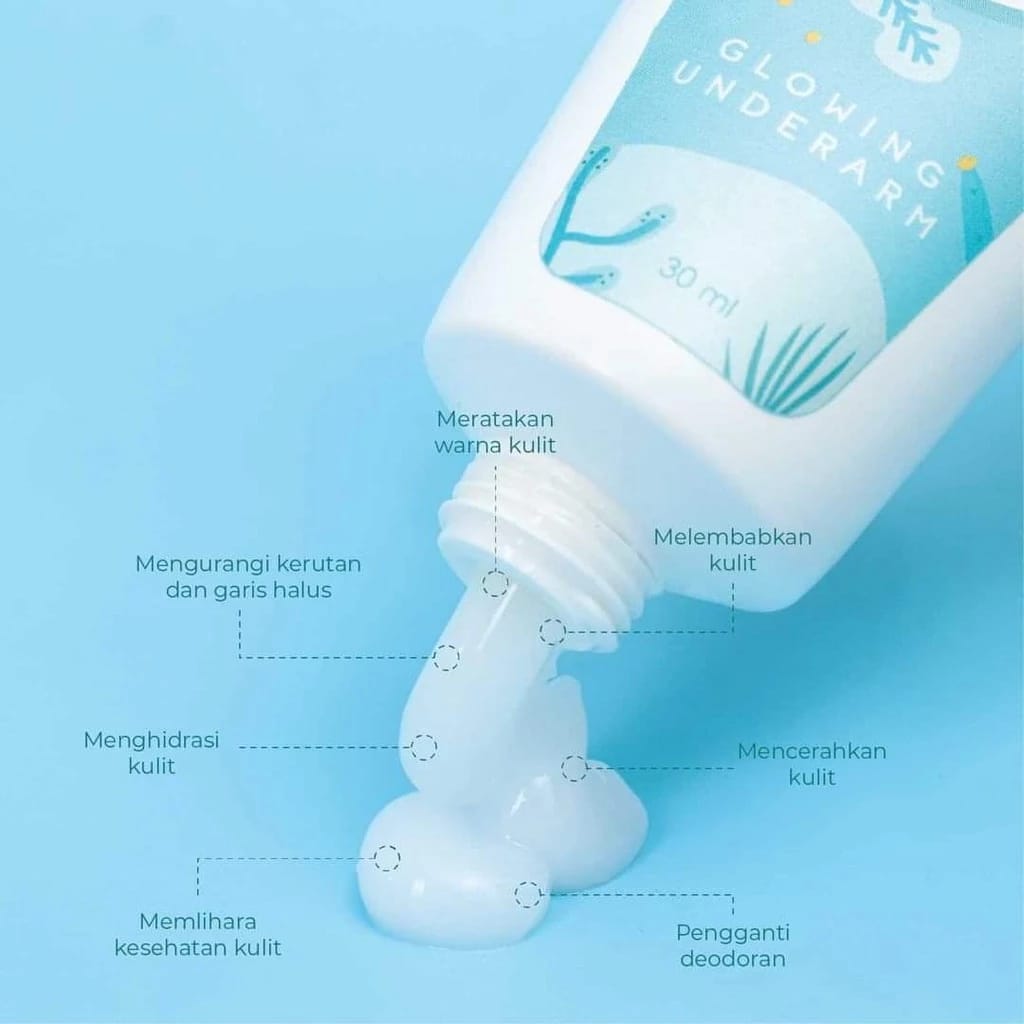 GLOWING
UNDERARM
30 ml
Meratakan
warna kulit
Melembabkan
kulit
Mengurangi kerutan
dan garis halus
Menghidrasi
kulit
Mencerahkan
kulit
Memlihara
kesehatan kulit
Pengganti
deodoran